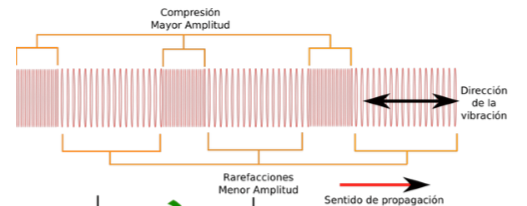 Compresión
Mayor Amplitud
Dirección
de la
vibración
Rarefacciones
Menor Amplitud
Sentido de propagación